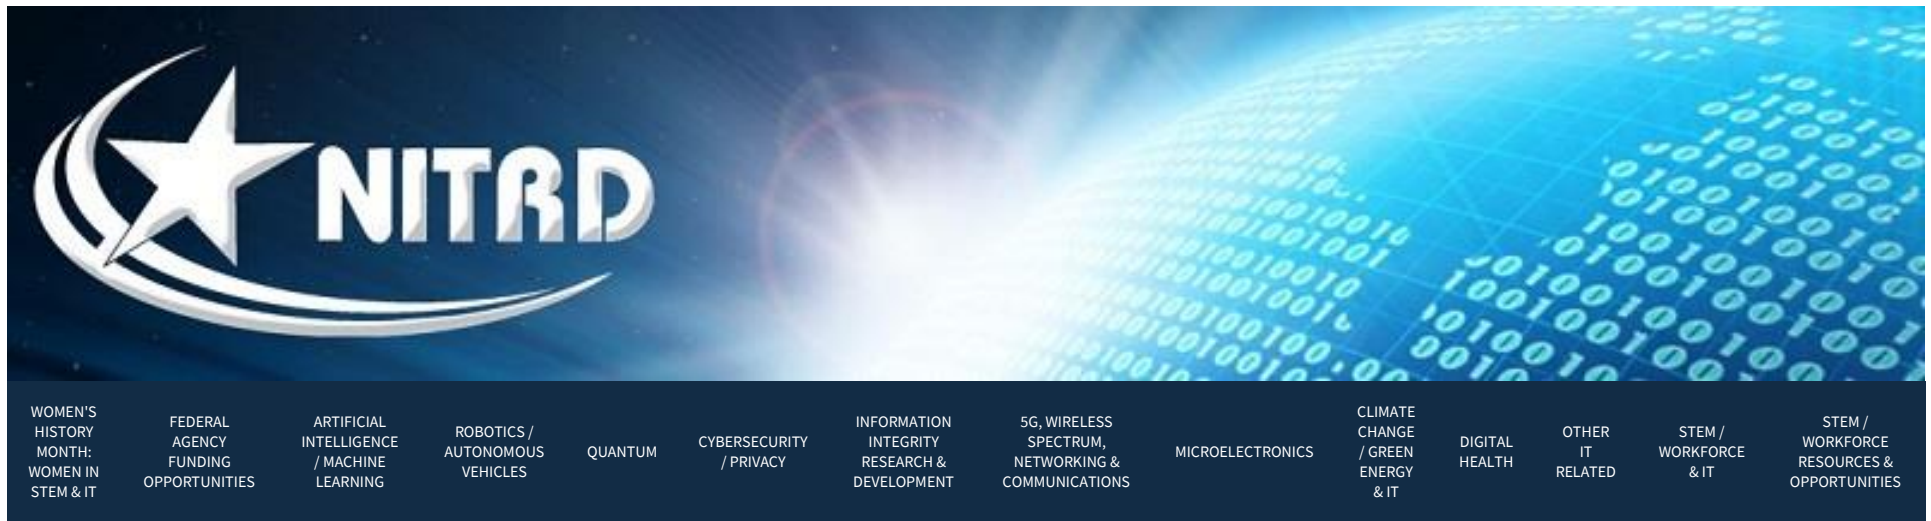 NITRD
WOMEN'S
HISTORY
MONTH:
WOMEN IN
STEM & IT
FEDERAL
AGENCY
FUNDING
OPPORTUNITIES
ARTIFICIAL
INTELLIGENCE
/ MACHINE
LEARNING
ROBOTICS /
AUTONOMOUS
VEHICLES
QUANTUM
CYBERSECURITY
/ PRIVACY
INFORMATION
INTEGRITY
RESEARCH &
DEVELOPMENT
5G, WIRELESS
SPECTRUM,
NETWORKING &
COMMUNICATIONS
MICROELECTRONICS
CLIMATE
CHANGE
/ GREEN
ENERGY
& IT
DIGITAL
HEALTH
OTHER
IT
RELATED
STEM /
WORKFORCE
& IT
STEM /
WORKFORCE
RESOURCES &
OPPORTUNITIES